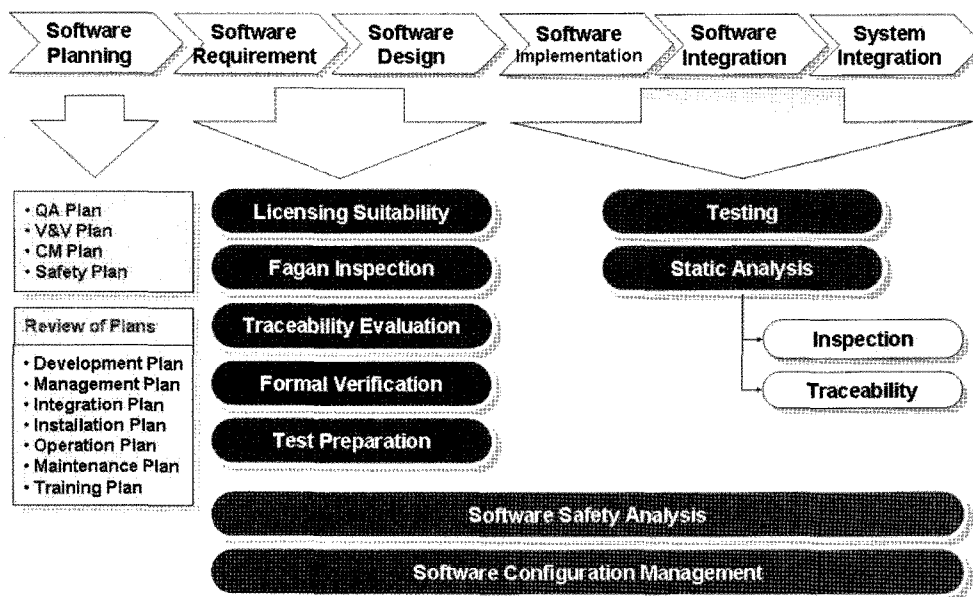 Software
Planning
Software
Requirement
Software
Design
Software
Implementation
Software
Integration
System
Integration
• QA Plan
• V&V Plan
• CM Plan
• Safety Plan
Review of Plans
• Development Plan
• Management Plan
• Integration Plan
• Installation Plan
• Operation Plan
• Maintenance Plan
• Training Plan
Licensing Suitability
Fagan Inspection
Traceability Evaluation
Formal Verification
Test Preparation
Testing
Static Analysis
Inspection
Traceability
Software Safety Analysis
Software Configuration Management